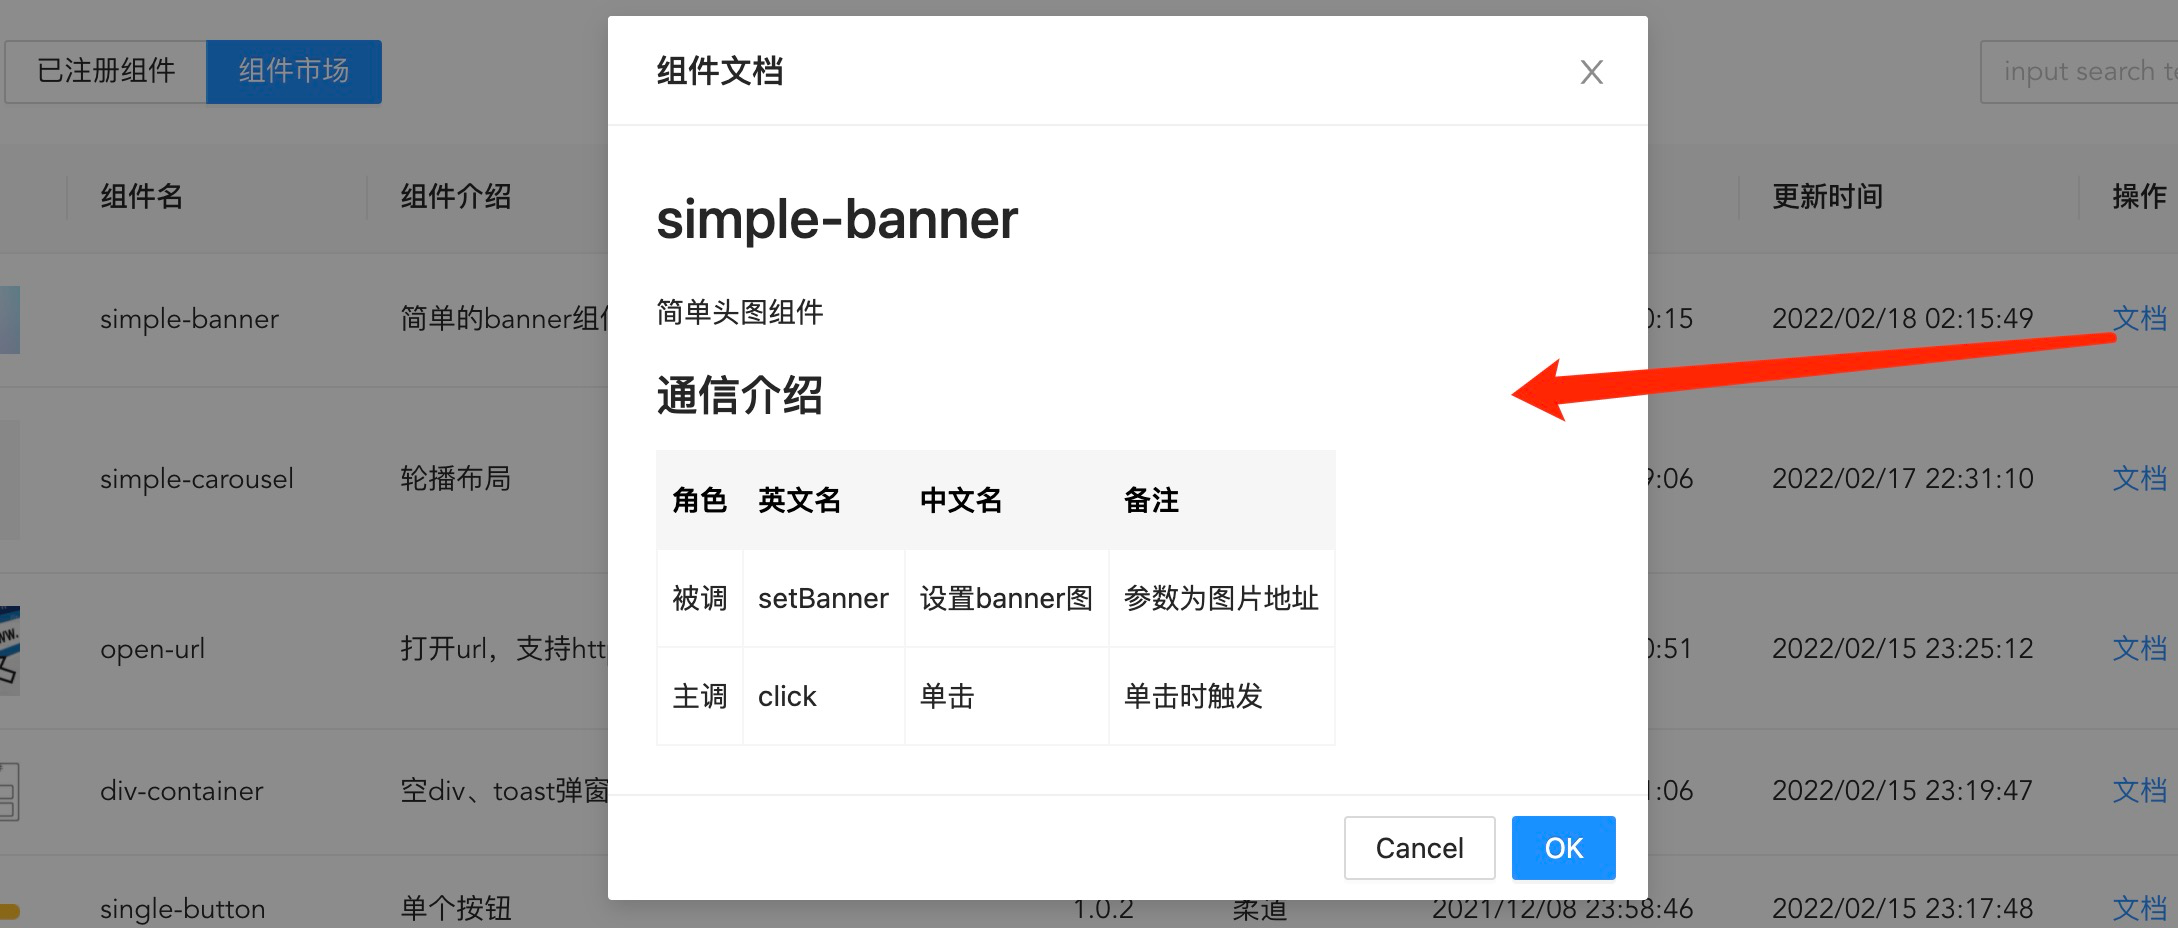 已注册组件 组件市场 input search te
组件文档
组件名 组件介绍 更新时间 操作
simple-banner
简单头图组件
通信介绍
角色 英文名 中文名 备注
被调 setBanner 设置banner图 参数为图片地址
主调 click 单击 单击时触发
Cancel OK
simple-banner 简单的banner组 0:15 2022/02/18 02:15:49 文档
simple-carousel 轮播布局 9:06 2022/02/17 22:31:10 文档
open-url 打开url，支持htt 0:51 2022/02/15 23:25:12 文档
div-container 空div、toast弹窗 1:06 2022/02/15 23:19:47 文档
single-button 单个按钮 1.0.2 柔道 2021/12/08 23:58:46 2022/02/15 23:17:48 文档